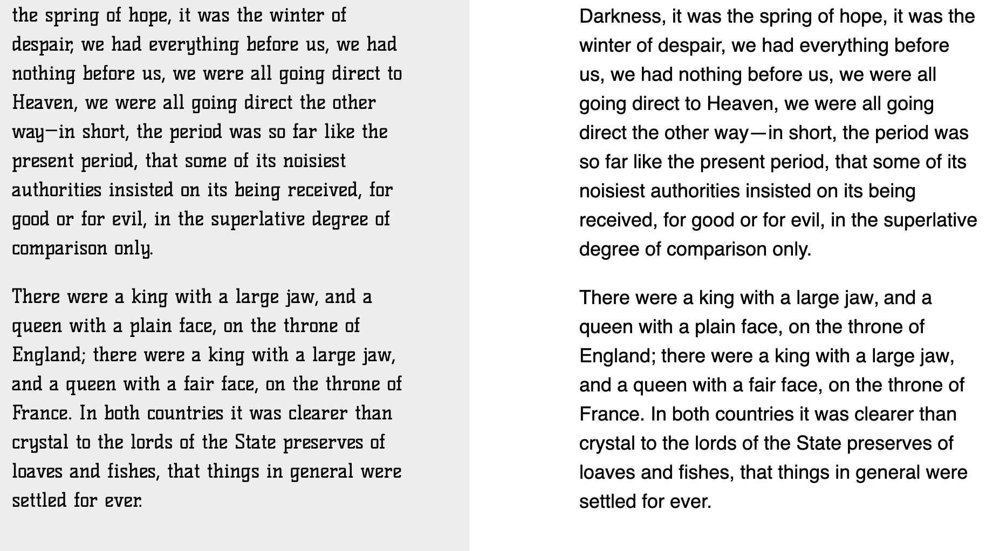 the spring of hope, it was the winter of
despair, we had everything before us, we had
nothing before us, we were all going direct to
Heaven, we were all going direct the other
way—in short, the period was so far like the
present period, that some of its noisiest
authorities insisted on its being received, for
good or for evil, in the superlative degree of
comparison only.
There were a king with a large jaw, and a
queen with a plain face, on the throne of
England; there were a king with a large jaw,
and a queen with a fair face, on the throne of
France. In both countries it was clearer than
crystal to the lords of the State preserves of
loaves and fishes, that things in general were
settled for ever.
Darkness, it was the spring of hope, it was the
winter of despair, we had everything before
us, we had nothing before us, we were all
going direct to Heaven, we were all going
direct the other way—in short, the period was
so far like the present period, that some of its
noisiest authorities insisted on its being
received, for good or for evil, in the superlative
degree of comparison only.
There were a king with a large jaw, and a
queen with a plain face, on the throne of
England; there were a king with a large jaw,
and a queen with a fair face, on the throne of
France. In both countries it was clearer than
crystal to the lords of the State preserves of
loaves and fishes, that things in general were
settled for ever.